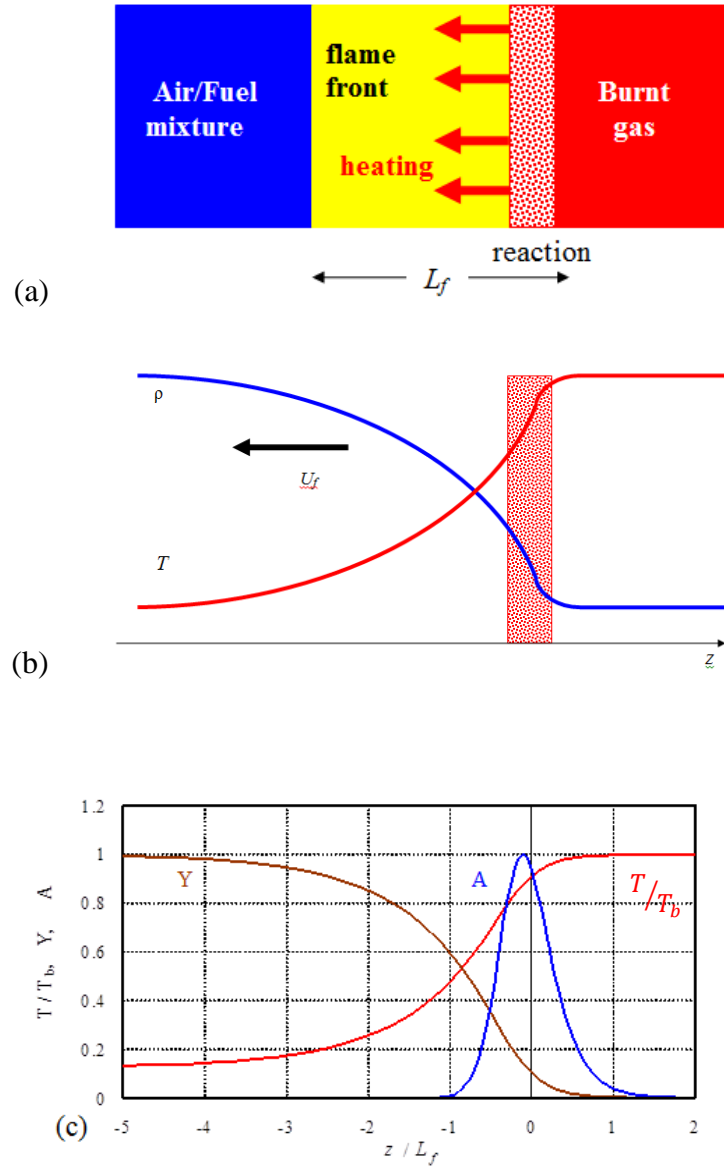 flame
front
Air/Fuel
mixture
Burnt
gas
heating
reaction
L_f
(a)
ρ
U_f
T
z
(b)
1.2
1
0.8
0.6
0.4
0.2
0
Y
A
T/T_b
T / T_b, Y, A
-5 -4 -3 -2 -1 0 1 2
z / L_f
(c)